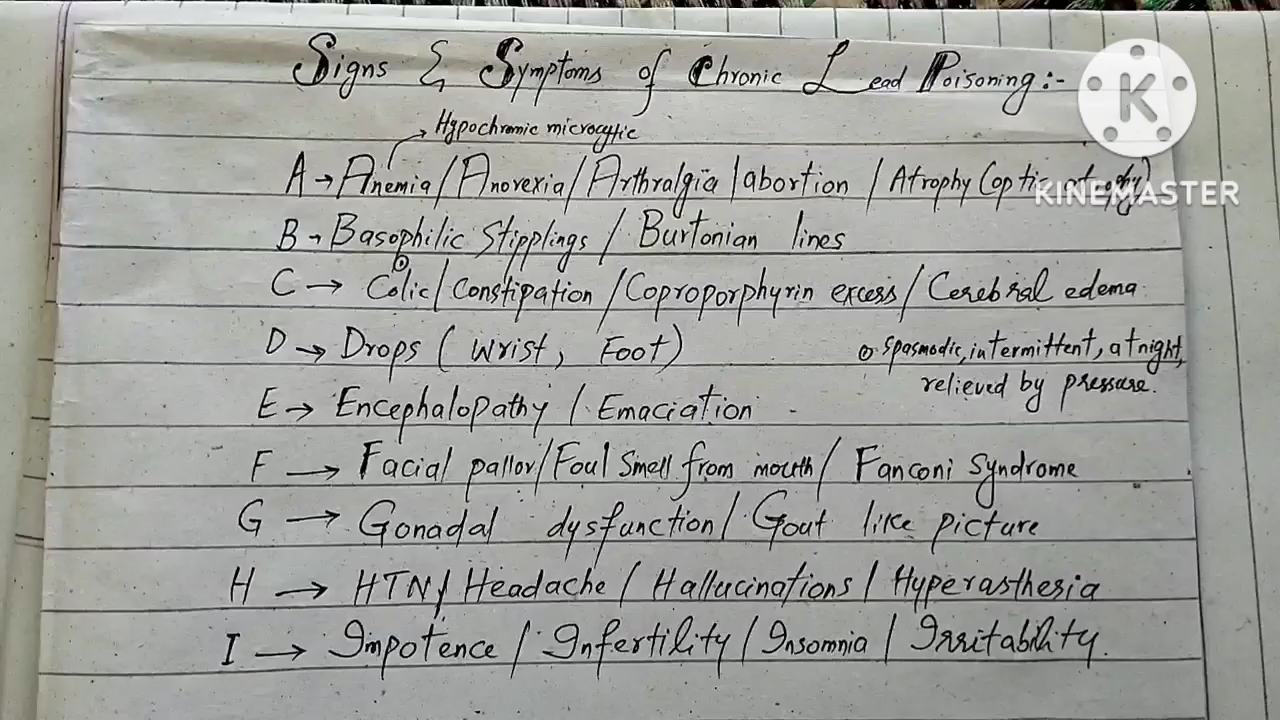 Signs & Symptoms of Chronic Lead Poisoning:-
Hypochromic microcytic
A → Anemia/Anorexia/Arthralgia/abortion / Atrophy (optic atrophy)
B → Basophilic Stipplings / Burtonian lines
C → Colic/Constipation/Coproporphyrin excess/Cerebral edema
D → Drops (Wrist, Foot)
⊙ Spasmodic, intermittent, at night,
relieved by pressure.
E → Encephalopathy / Emaciation
F → Facial pallor/Foul Smell from mouth/ Fanconi Syndrome
G → Gonadal dysfunction/ Gout like picture
H → HTN/Headache/Hallucinations/Hyperasthesia
I → Impotence/Infertility/Insomnia/Irritability.
K
KINEMASTER